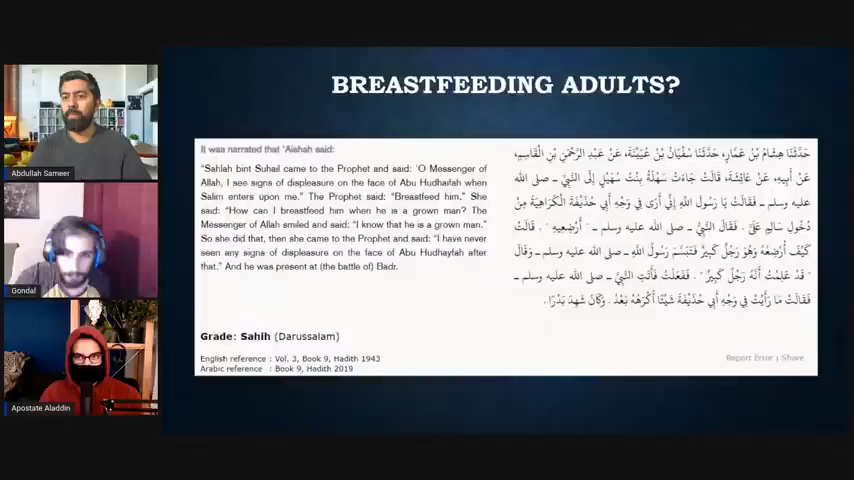 BREASTFEEDING ADULTS?
It was narrated that 'Aishah said:
"Sahlah bint Suhail came to the Prophet and said: 'O Messenger of
Allah, I see signs of displeasure on the face of Abu Hudhaifah when
Salim enters upon me." The Prophet said: "Breastfeed him." She
said: "How can I breastfeed him when he is a grown man? The
Messenger of Allah smiled and said: "I know that he is a grown man."
So she did that, then she came to the Prophet and said: "I have never
seen any signs of displeasure on the face of Abu Hudhayfah after
that." And he was present at (the battle of) Badr.
حَدَّثَنَا هِشَامُ بْنُ عَمَّارٍ، حَدَّثَنَا سُفْيَانُ بْنُ عُيَيْنَةَ، عَنْ عَبْدِ الرَّحْمَنِ بْنِ الْقَاسِمِ،
عَنْ أَبِيهِ، عَنْ عَائِشَةَ، قَالَتْ جَاءَتْ سَهْلَةُ بِنْتُ سُهَيْلٍ إِلَى النَّبِيِّ ـ صلى الله
عليه وسلم ـ فَقَالَتْ يَا رَسُولَ اللَّهِ إِنِّي أَرَى فِي وَجْهِ أَبِي حُذَيْفَةَ الْكَرَاهِيَةَ مِنْ
دُخُولِ سَالِمٍ عَلَىَّ ‏.‏ فَقَالَ النَّبِيُّ ـ صلى الله عليه وسلم ـ ‏"‏ أَرْضِعِيهِ ‏"‏ ‏.‏ قَالَتْ
كَيْفَ أُرْضِعُهُ وَهُوَ رَجُلٌ كَبِيرٌ فَتَبَسَّمَ رَسُولُ اللَّهِ ـ صلى الله عليه وسلم ـ وَقَالَ
‏"‏ قَدْ عَلِمْتُ أَنَّهُ رَجُلٌ كَبِيرٌ ‏"‏ ‏.‏ فَفَعَلَتْ فَأَتَتِ النَّبِيَّ ـ صلى الله عليه وسلم ـ
فَقَالَتْ مَا رَأَيْتُ فِي وَجْهِ أَبِي حُذَيْفَةَ شَيْئًا أَكْرَهُهُ بَعْدُ ‏.‏ وَكَانَ شَهِدَ بَدْرًا ‏.‏
Grade: Sahih (Darussalam)
English reference : Vol. 3, Book 9, Hadith 1943
Arabic reference : Book 9, Hadith 2019
Report Error | Share
Abdullah Sameer
Gondal
Apostate Aladdin